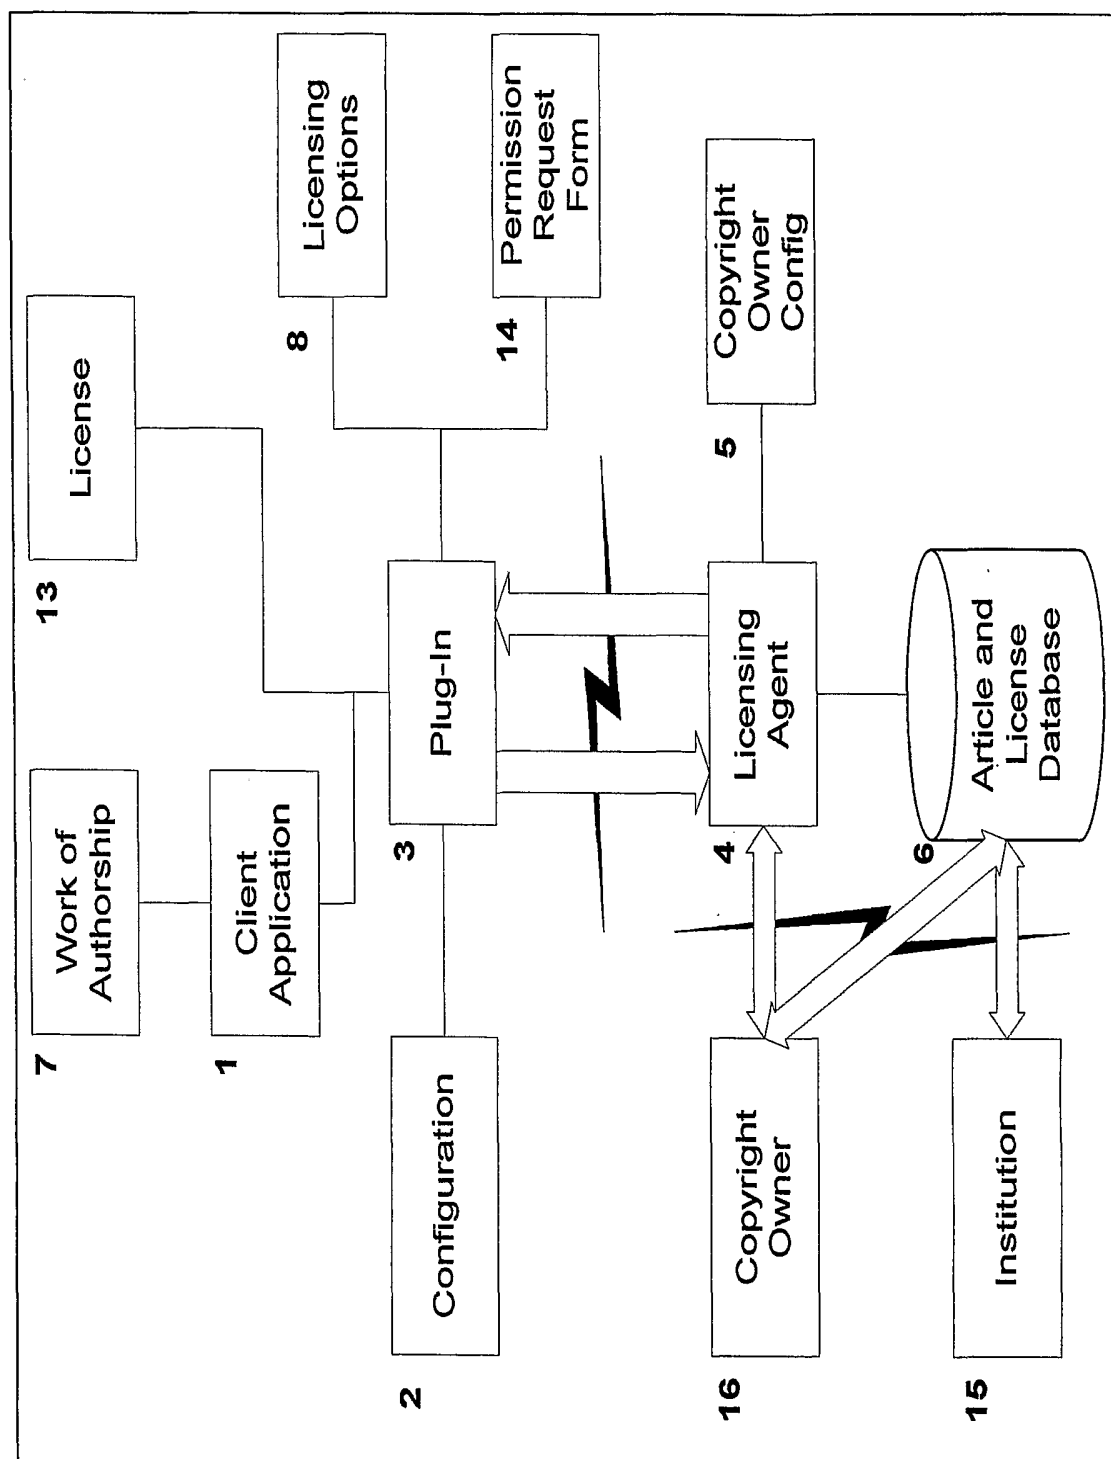 7
Work of
Authorship
13
License
1
Client
Application
8
Licensing
Options
2
Configuration
3
Plug-In
14
Permission
Request
Form
16
Copyright
Owner
4
Licensing
Agent
5
Copyright
Owner
Config
15
Institution
6
Article and
License
Database